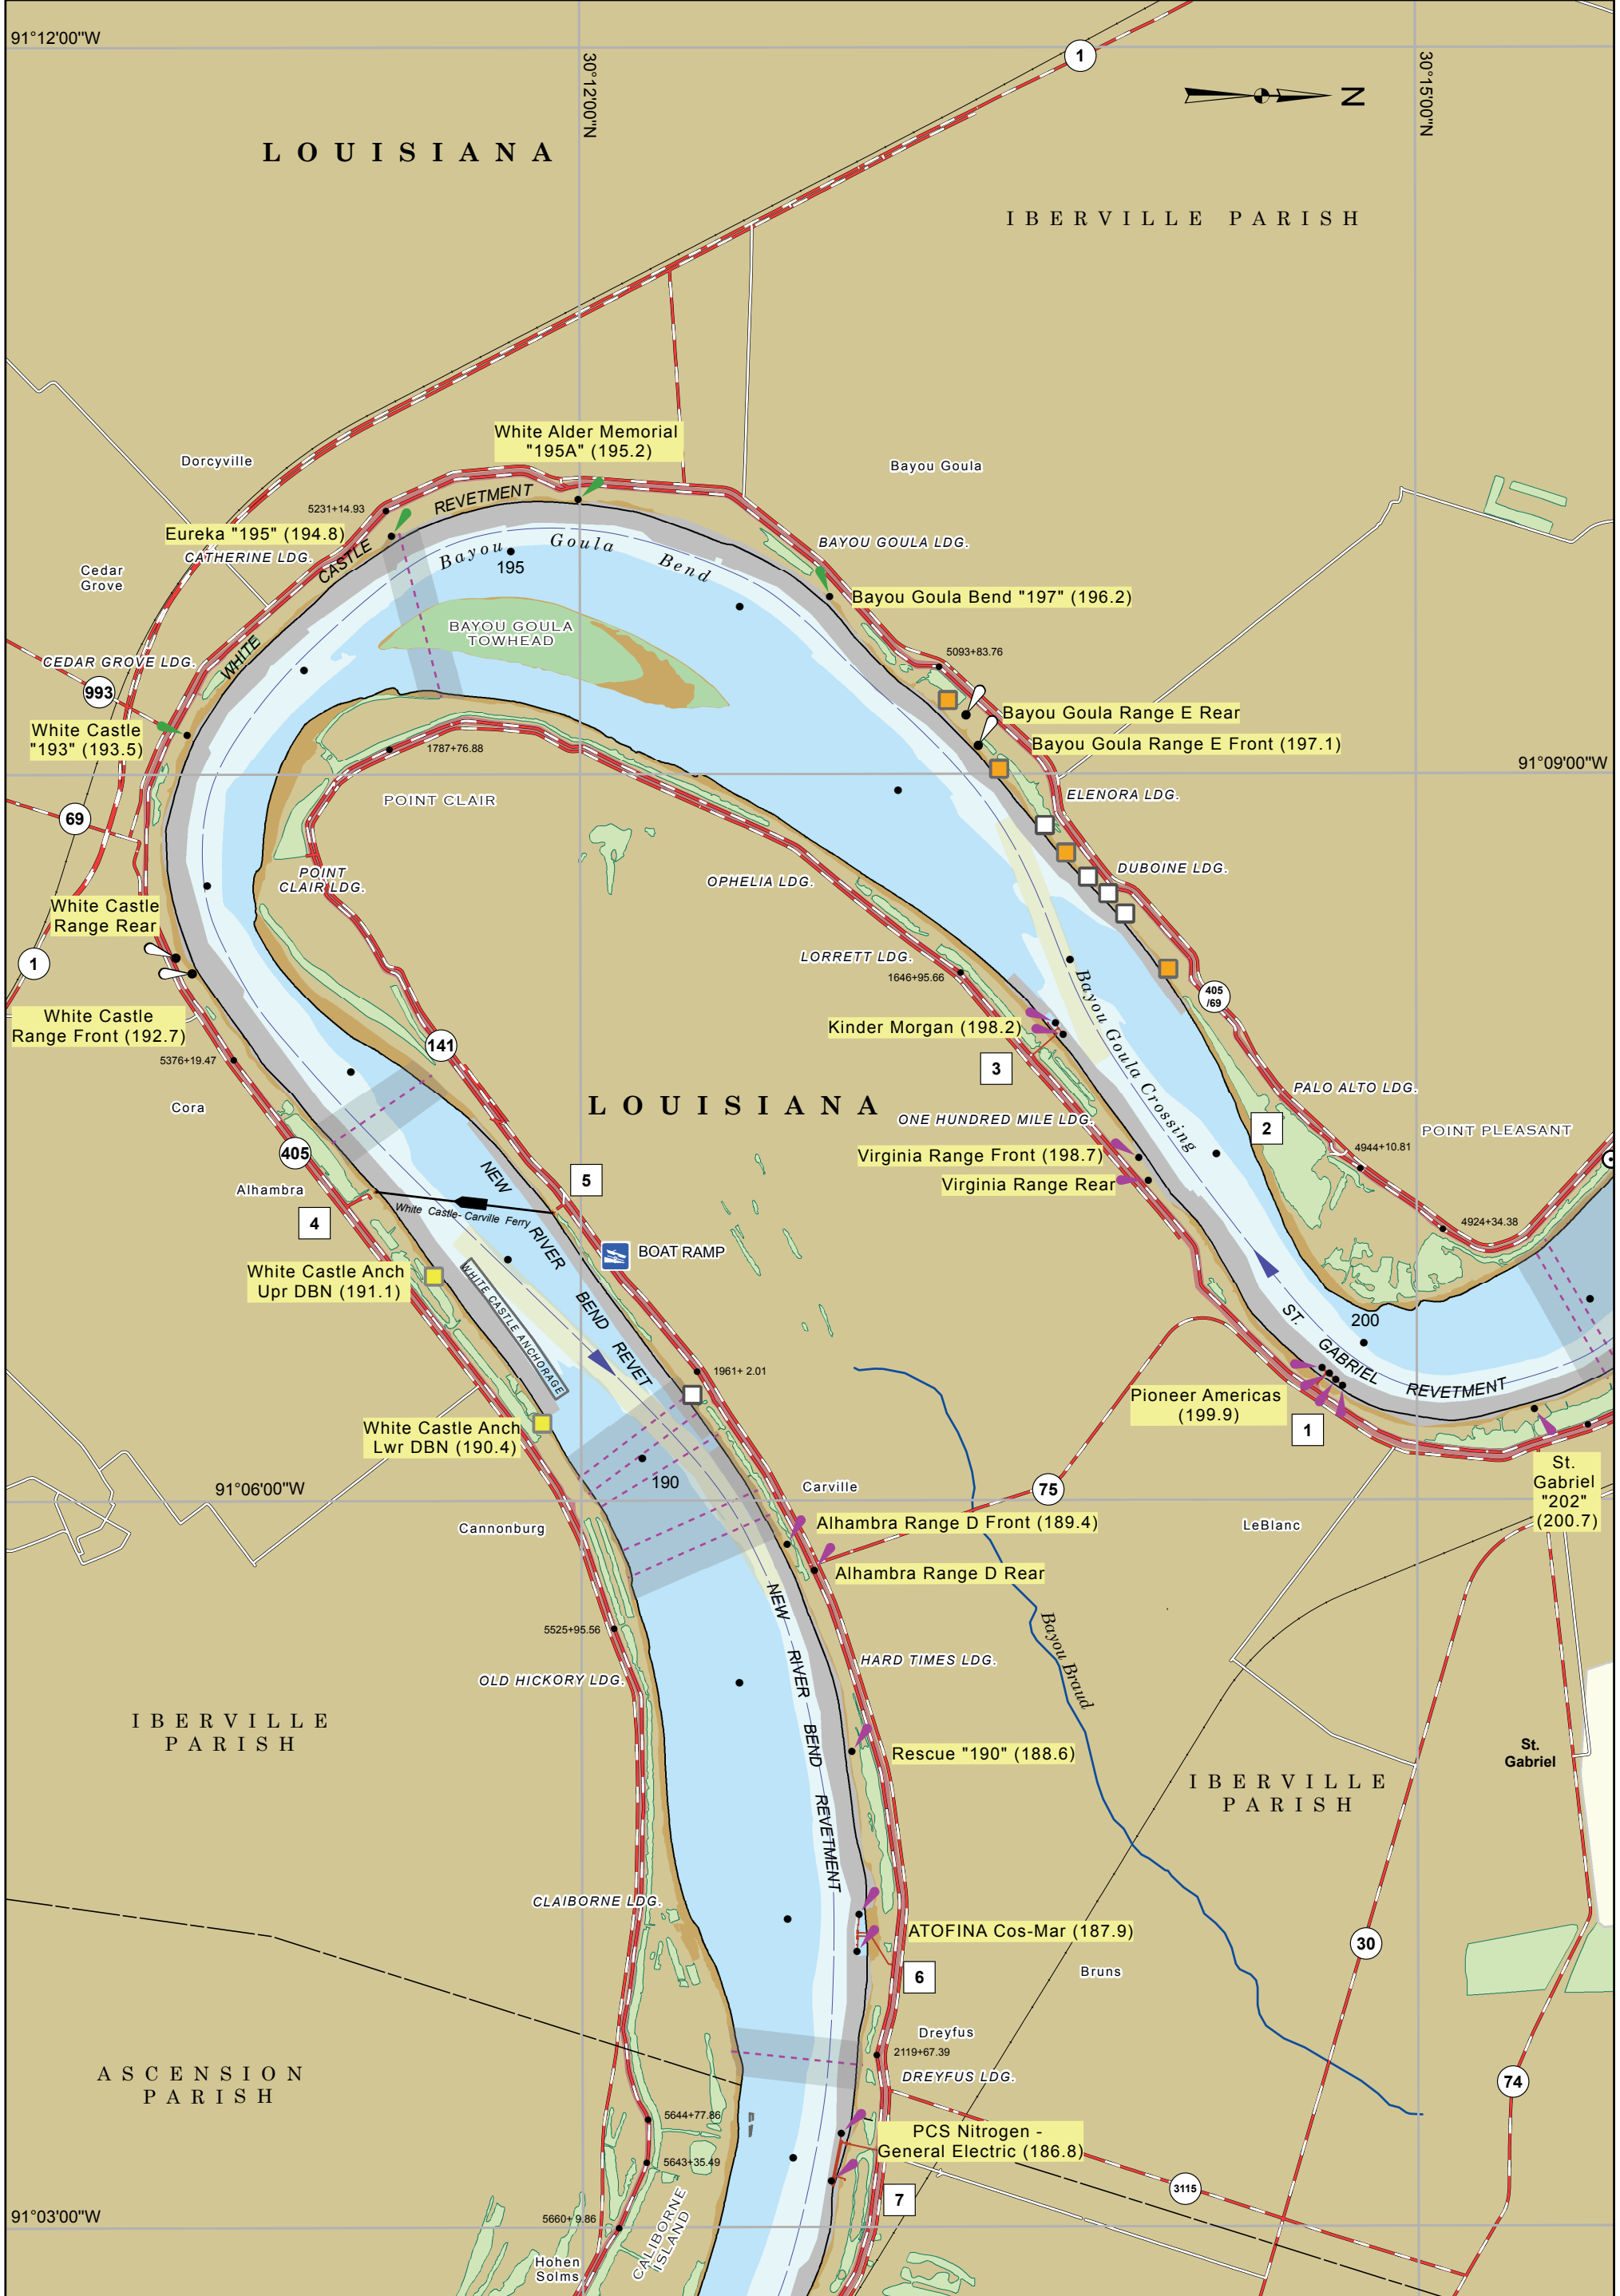 91°12'00"W
30°12'00"N
30°15'00"N
1
N
LOUISIANA
IBERVILLE PARISH
White Alder Memorial
"195A" (195.2)
Dorcyville
Bayou Goula
5231+14.93
REVETMENT
Eureka "195" (194.8)
CATHERINE LDG.
CASTLE
WHITE
Bayou Goula Bend
195
BAYOU GOULA LDG.
Cedar
Grove
Bayou Goula Bend "197" (196.2)
BAYOU GOULA
TOWHEAD
CEDAR GROVE LDG.
993
5093+83.76
White Castle
"193" (193.5)
Bayou Goula Range E Rear
Bayou Goula Range E Front (197.1)
1787+76.88
91°09'00"W
POINT CLAIR
ELENORA LDG.
69
POINT
CLAIR LDG.
OPHELIA LDG.
DUBOINE LDG.
White Castle
Range Rear
1
LORRETT LDG.
1646+95.66
405
/69
White Castle
Range Front (192.7)
Kinder Morgan (198.2)
Bayou Goula Crossing
141
5376+19.47
3
Cora
LOUISIANA
PALO ALTO LDG.
ONE HUNDRED MILE LDG.
2
POINT PLEASANT
405
4944+10.81
Virginia Range Front (198.7)
Virginia Range Rear
Alhambra
5
4
White Castle- Carville Ferry
NEW RIVER BEND REVET
4924+34.38
BOAT RAMP
White Castle Anch
Upr DBN (191.1)
WHITE CASTLE ANCHORAGE
ST. GABRIEL REVETMENT
200
1961+ 2.01
Pioneer Americas
(199.9)
1
White Castle Anch
Lwr DBN (190.4)
190
St.
Gabriel
"202"
(200.7)
91°06'00"W
Carville
75
Cannonburg
Alhambra Range D Front (189.4)
LeBlanc
Alhambra Range D Rear
NEW RIVER BEND REVETMENT
Bayou Braud
5525+95.56
HARD TIMES LDG.
OLD HICKORY LDG.
IBERVILLE
PARISH
Rescue "190" (188.6)
St.
Gabriel
IBERVILLE
PARISH
CLAIBORNE LDG.
ATOFINA Cos-Mar (187.9)
30
6
Bruns
Dreyfus
2119+67.39
DREYFUS LDG.
ASCENSION
PARISH
74
5644+77.86
PCS Nitrogen -
General Electric (186.8)
5643+35.49
3115
7
91°03'00"W
5660+ 9.86
CALIBORNE
ISLAND
Hohen
Solms